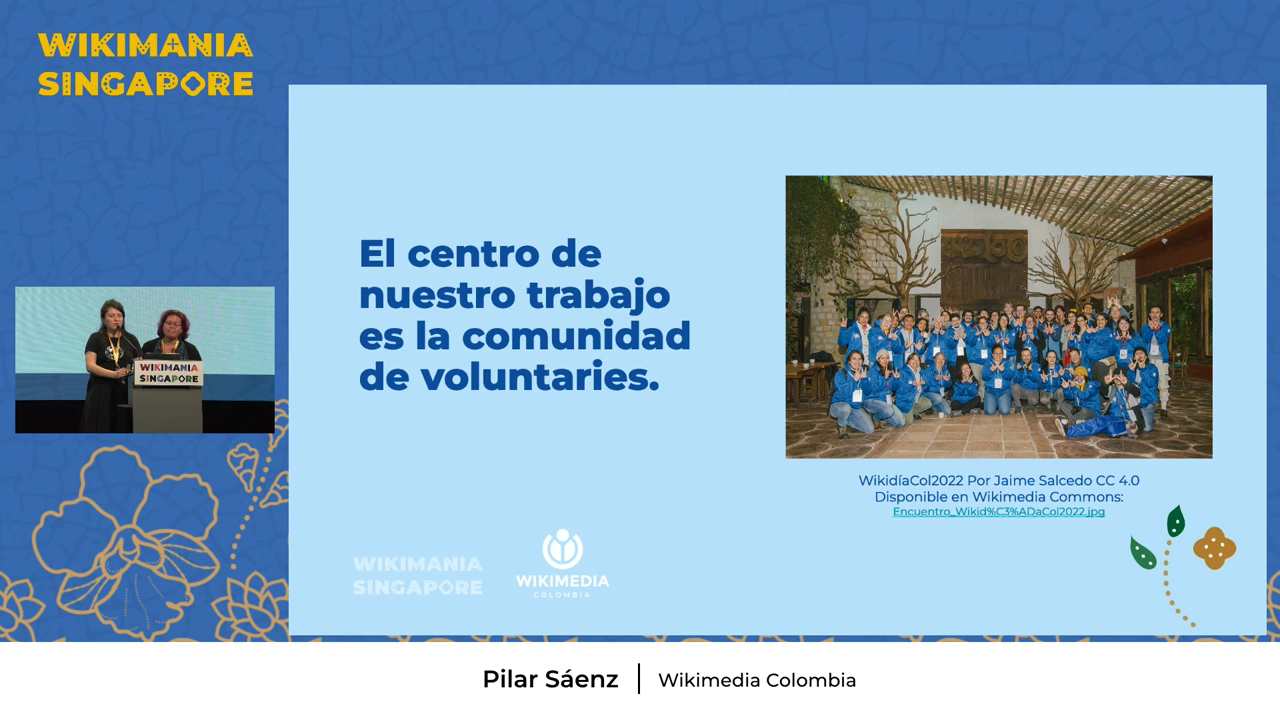 WIKIMANIA
SINGAPORE
El centro de
nuestro trabajo
es la comunidad
de voluntaries.
WIKIMANIA
SINGAPORE
WikidíaCol2022 Por Jaime Salcedo CC 4.0
Disponible en Wikimedia Commons:
Encuentro_Wikid%C3%ADaCol2022.jpg
WIKIMANIA
SINGAPORE
WIKIMEDIA
COLOMBIA
Pilar Sáenz | Wikimedia Colombia